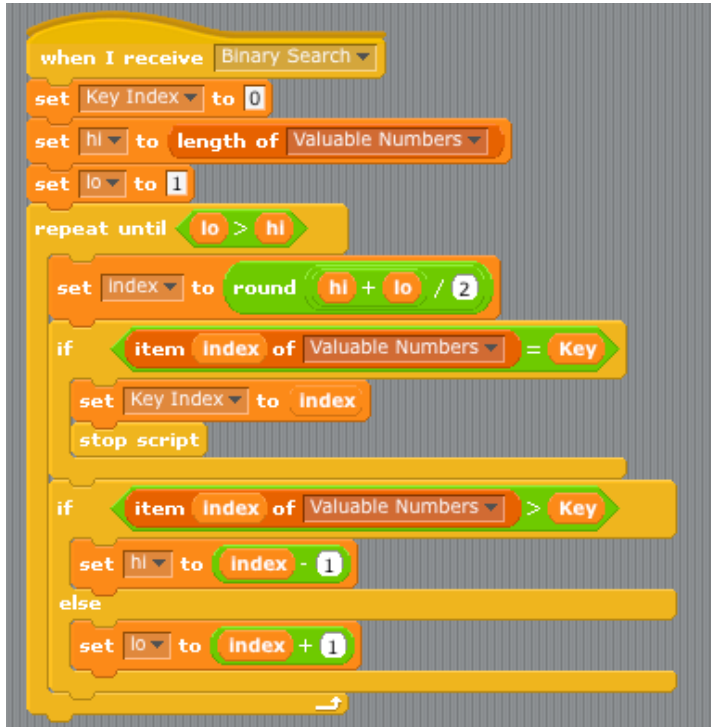 when I receive Binary Search
set Key Index to 0
set hi to length of Valuable Numbers
set lo to 1
repeat until lo > hi
set index to round hi + lo / 2
if item index of Valuable Numbers = Key
set Key Index to index
stop script
if item index of Valuable Numbers > Key
set hi to index - 1
else
set lo to index + 1